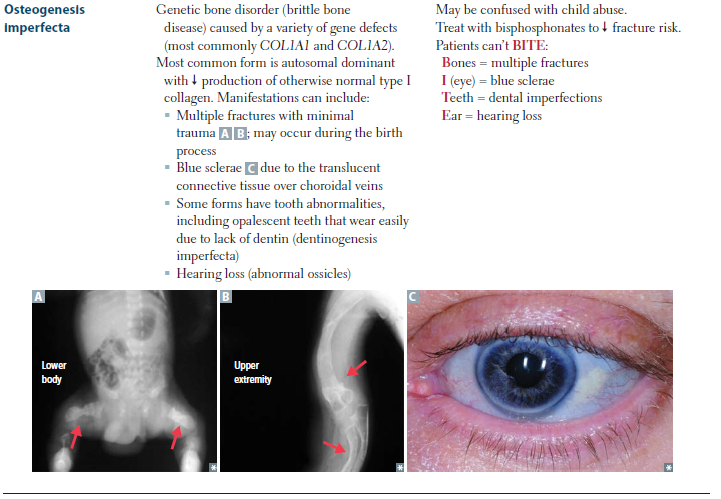 Osteogenesis
imperfecta
Genetic bone disorder (brittle bone
disease) caused by a variety of gene defects
(most commonly COL1A1 and COL1A2).
Most common form is autosomal dominant
with ↓ production of otherwise normal type I
collagen. Manifestations can include:
▪ Multiple fractures with minimal
trauma A B; may occur during the birth
process
▪ Blue sclerae C due to the translucent
connective tissue over choroidal veins
▪ Some forms have tooth abnormalities,
including opalescent teeth that wear easily
due to lack of dentin (dentinogenesis
imperfecta)
▪ Hearing loss (abnormal ossicles)
May be confused with child abuse.
Treat with bisphosphonates to ↓ fracture risk.
Patients can't BITE:
Bones = multiple fractures
I (eye) = blue sclerae
Teeth = dental imperfections
Ear = hearing loss
A
Lower
body
*
B
Upper
extremity
*
C
*